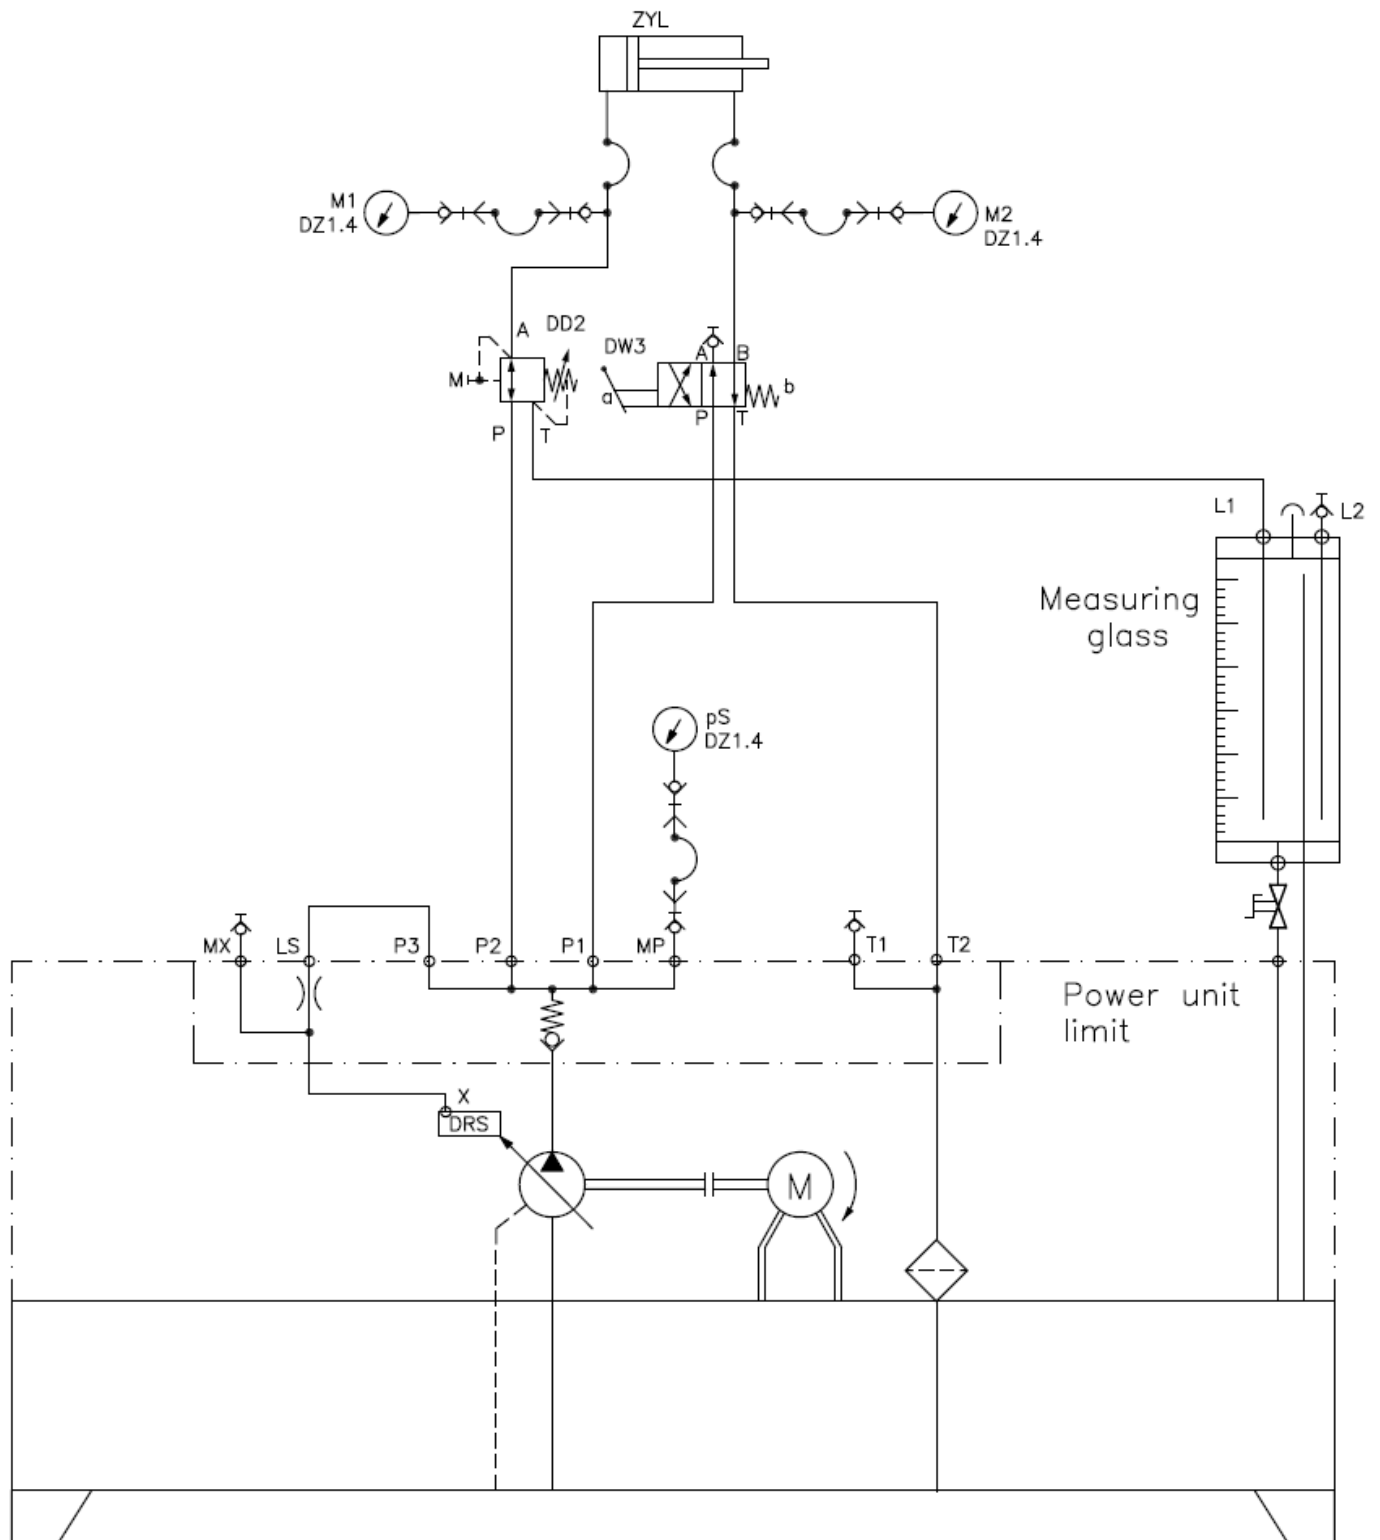 ZYL
M1
DZ1.4
M2
DZ1.4
A
DD2
M
P
T
DW3
A
B
a
b
P
T
L1
L2
Measuring
glass
pS
DZ1.4
MX
LS
P3
P2
P1
MP
T1
T2
Power unit
limit
X
DRS
M